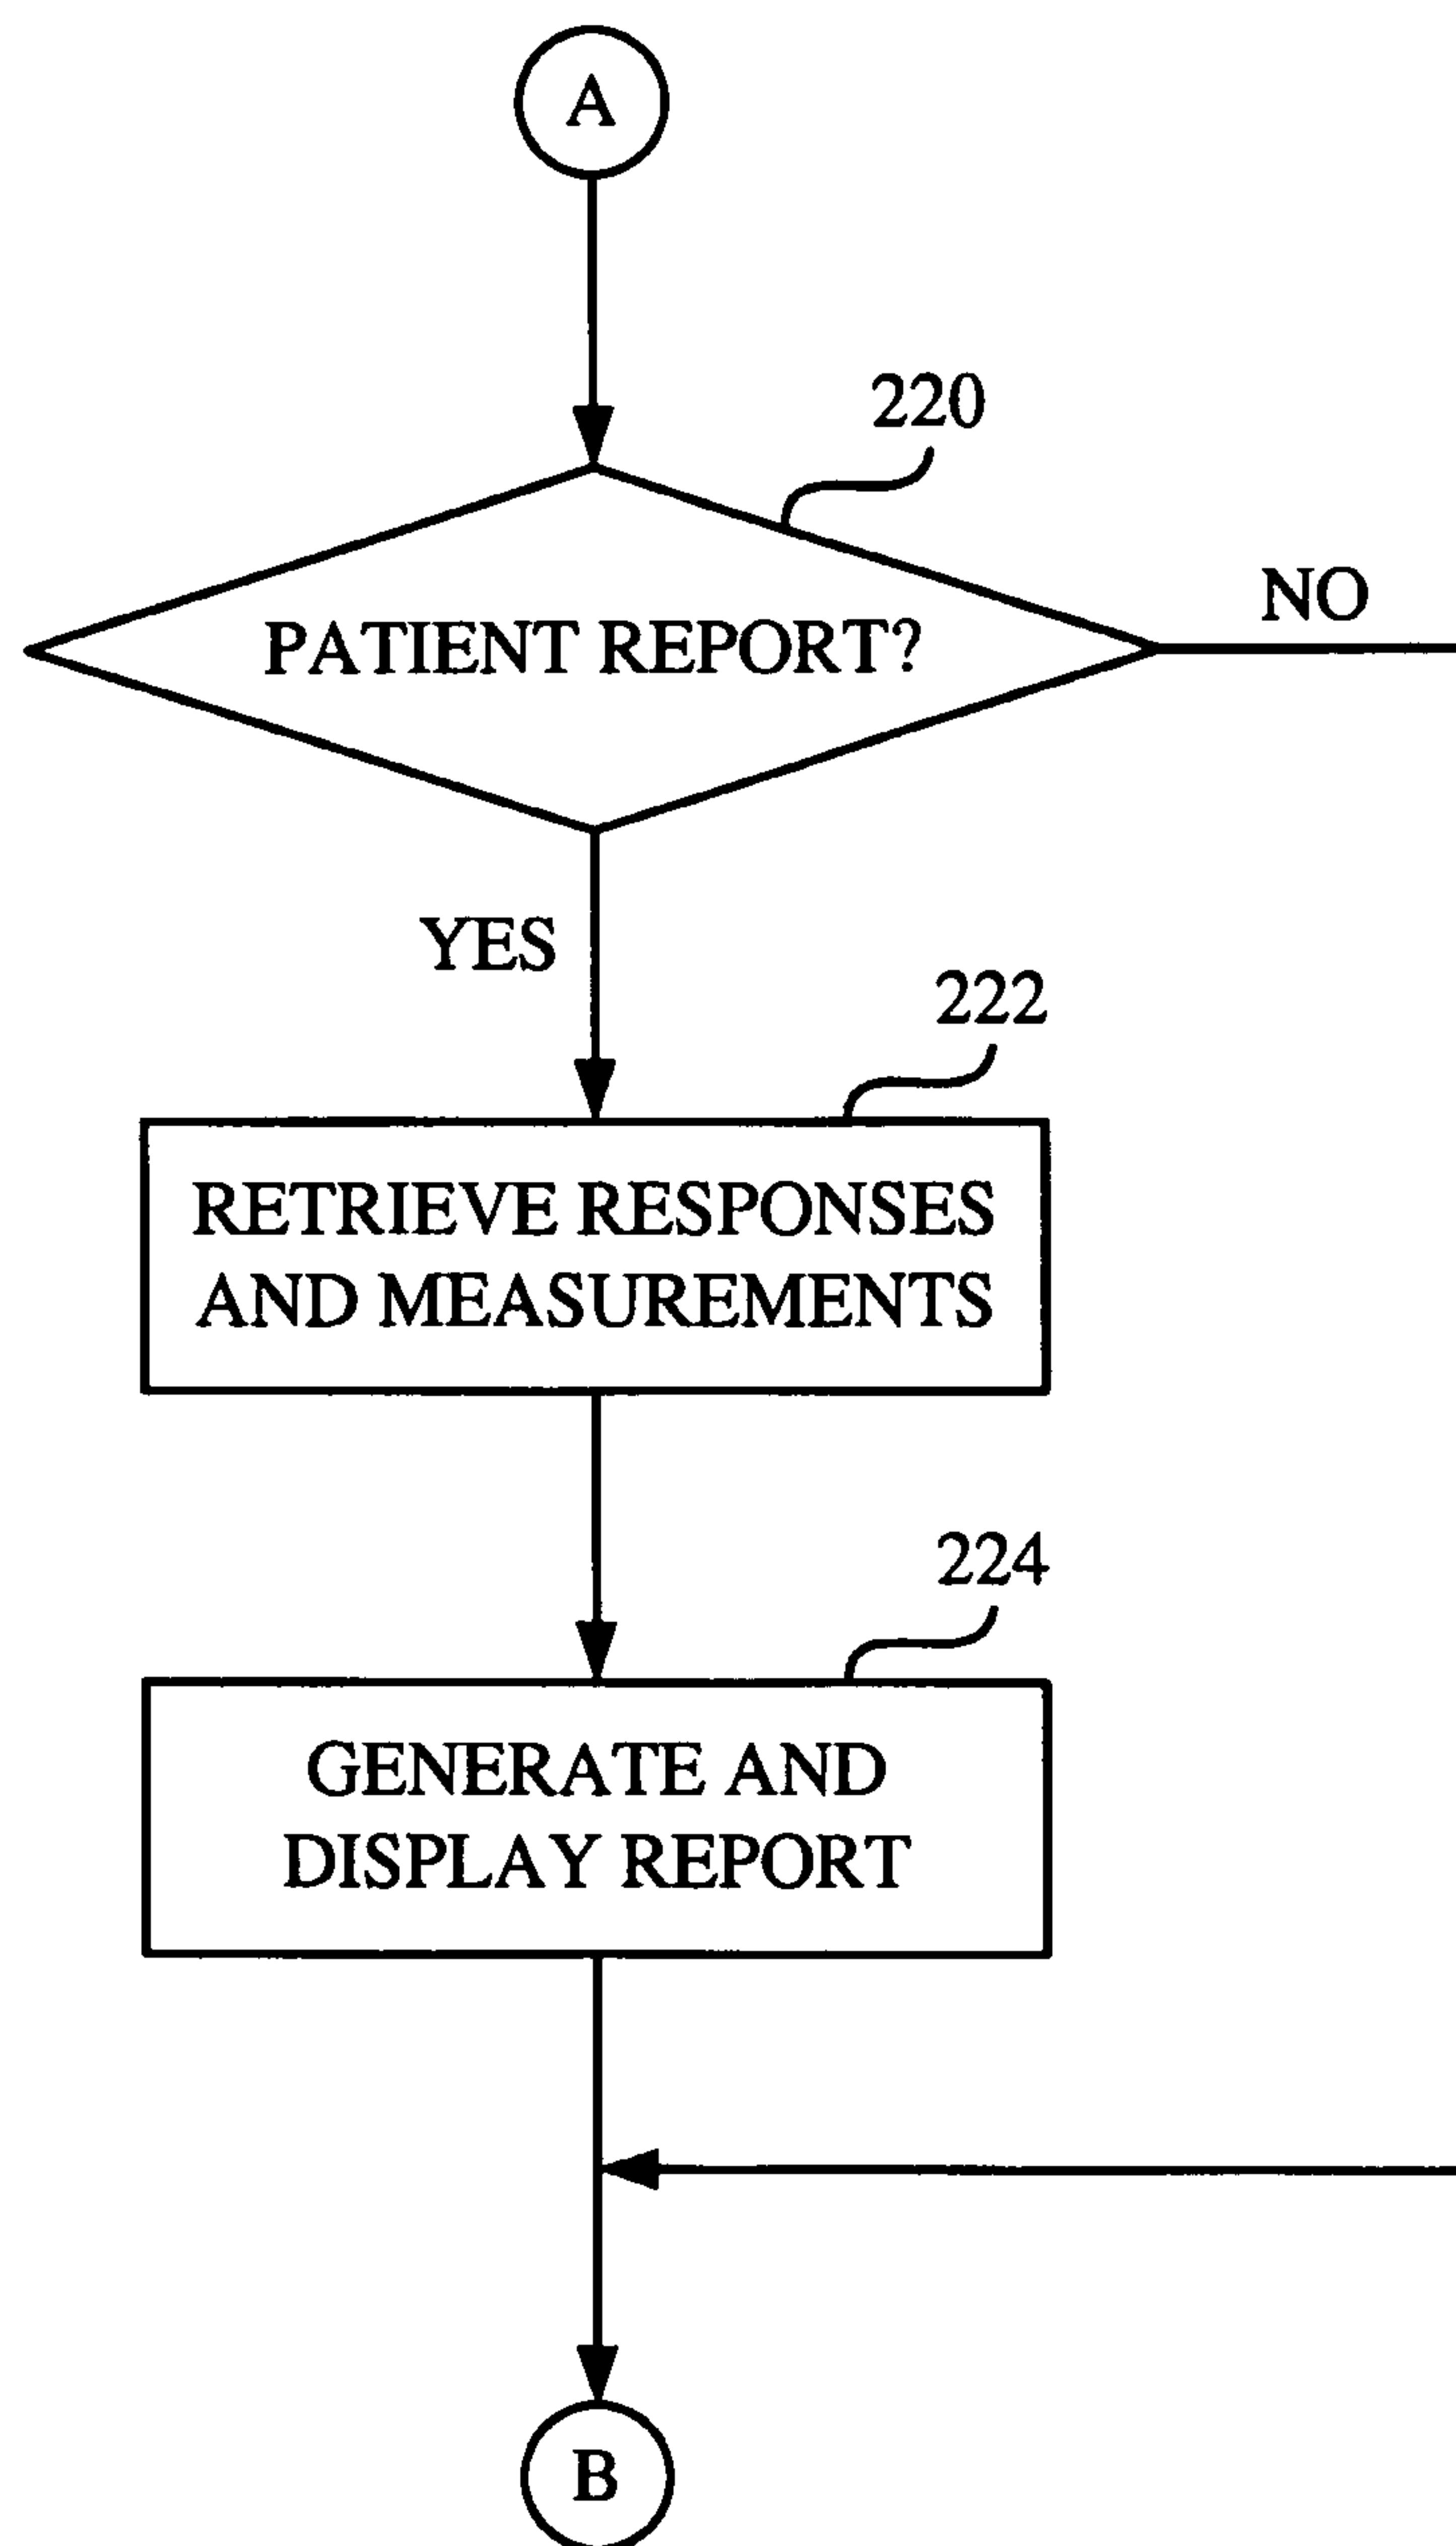 A
220
PATIENT REPORT?
NO
YES
222
RETRIEVE RESPONSES
AND MEASUREMENTS
224
GENERATE AND
DISPLAY REPORT
B